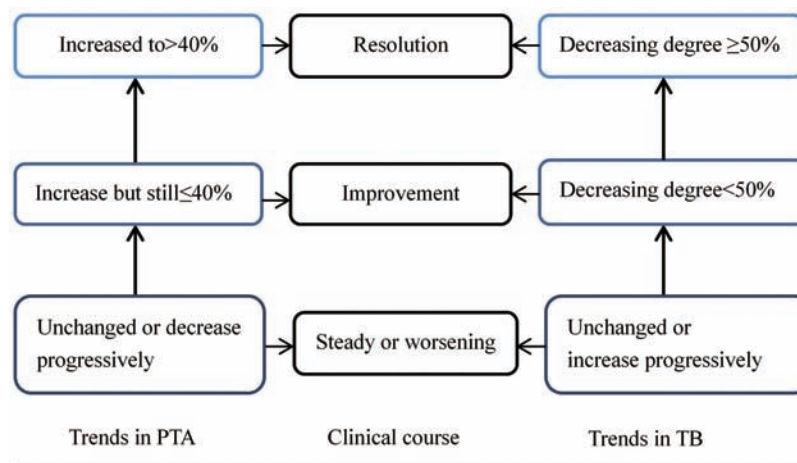 Increased to>40%
Resolution
Decreasing degree ≥50%
Increase but still≤40%
Improvement
Decreasing degree<50%
Unchanged or decrease
progressively
Steady or worsening
Unchanged or
increase progressively
Trends in PTA
Clinical course
Trends in TB